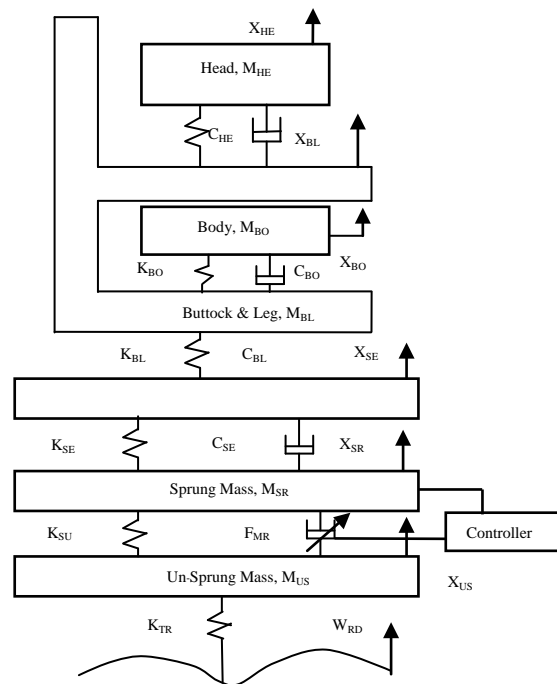 X_HE
Head, M_HE
C_HE
X_BL
Body, M_BO
K_BO
C_BO
X_BO
Buttock & Leg, M_BL
K_BL
C_BL
X_SE
K_SE
C_SE
X_SR
Sprung Mass, M_SR
K_SU
F_MR
Controller
Un-Sprung Mass, M_US
X_US
K_TR
W_RD